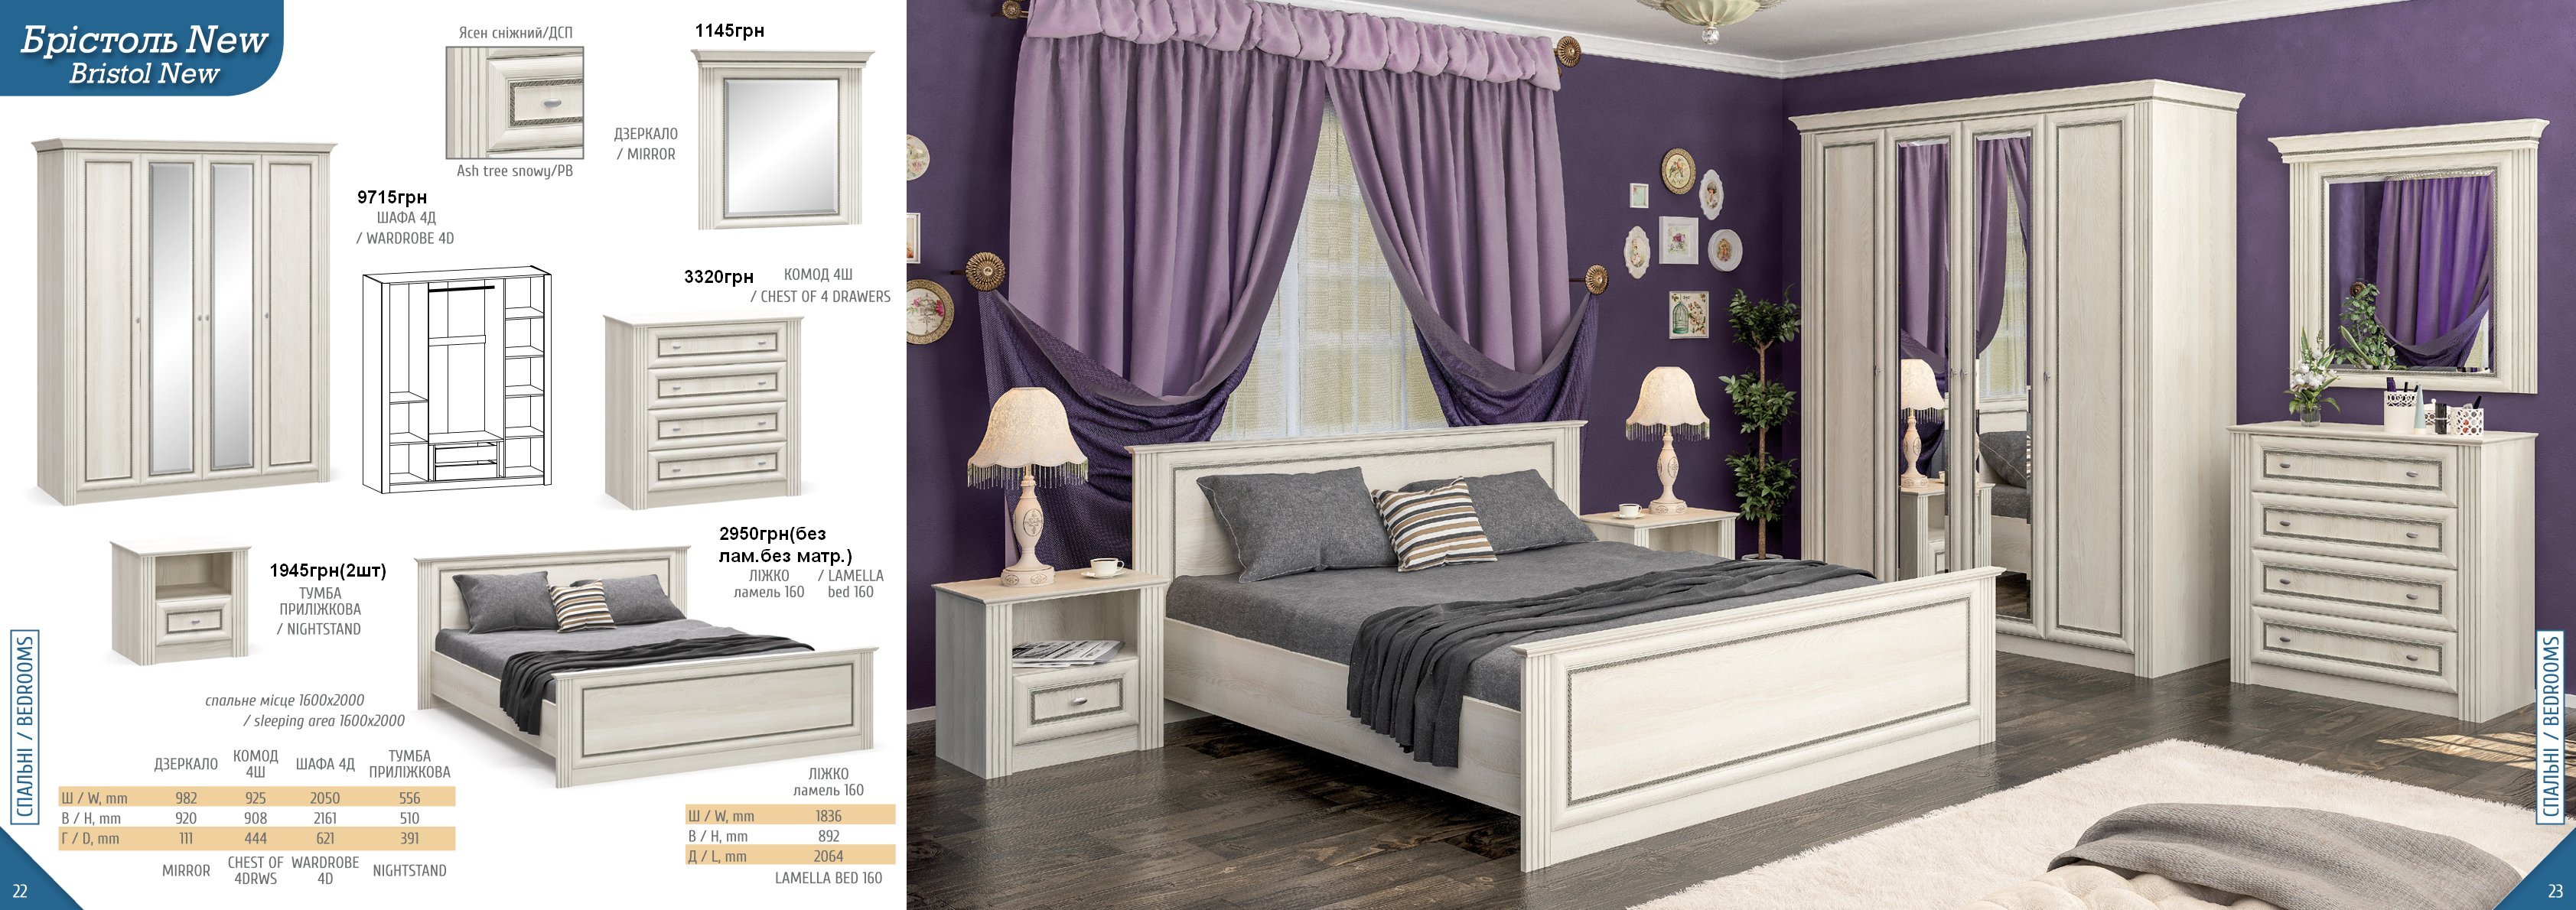 Брістоль New
Bristol New
Ясен сніжний/ДСП
Ash tree snowy/PB
1145грн
ДЗЕРКАЛО
/ MIRROR
9715грн
ШАФА 4Д
/ WARDROBE 4D
3320грн
КОМОД 4Ш
/ CHEST OF 4 DRAWERS
1945грн(2шт)
ТУМБА
ПРИЛІЖКОВА
/ NIGHTSTAND
2950грн(без
лам.без матр.)
ЛІЖКО / LAMELLA
ламель 160 bed 160
спальне місце 1600х2000
/ sleeping area 1600x2000
ДЗЕРКАЛО КОМОД 4Ш ШАФА 4Д ТУМБА ПРИЛІЖКОВА
Ш / W, mm 982 925 2050 556
В / H, mm 920 908 2161 510
Г / D, mm 111 444 621 391
MIRROR CHEST OF 4DRWS WARDROBE 4D NIGHTSTAND
ЛІЖКО
ламель 160
Ш / W, mm 1836
В / H, mm 892
Д / L, mm 2064
LAMELLA BED 160
СПАЛЬНІ / BEDROOMS
22
СПАЛЬНІ / BEDROOMS
23